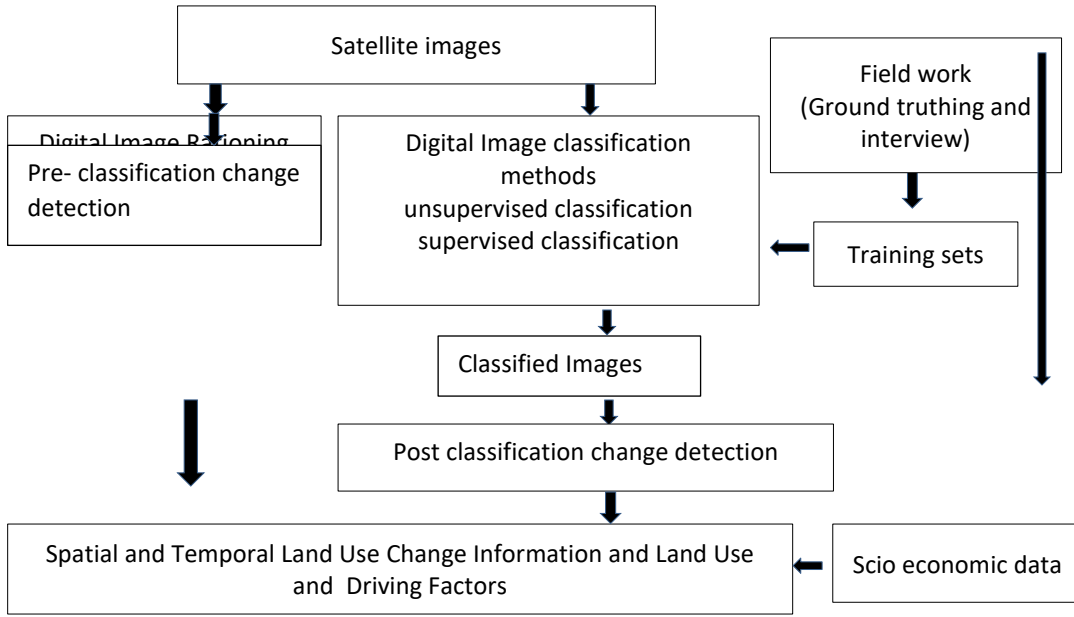 Satellite images
Field work
(Ground truthing and
interview)
Digital Image Rationing
Pre- classification change
detection
Digital Image classification
methods
unsupervised classification
supervised classification
Training sets
Classified Images
Post classification change detection
Spatial and Temporal Land Use Change Information and Land Use
and Driving Factors
Scio economic data